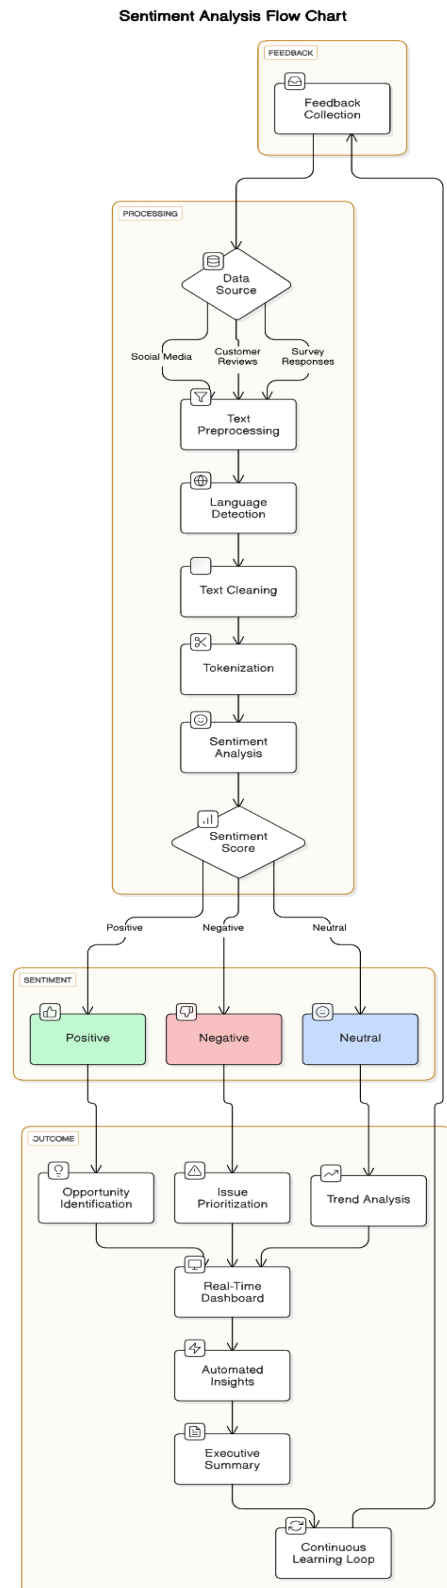 Sentiment Analysis Flow Chart
FEEDBACK
Feedback
Collection
PROCESSING
Data
Source
Social Media
Customer
Reviews
Survey
Responses
Text
Preprocessing
Language
Detection
Text Cleaning
Tokenization
Sentiment
Analysis
Sentiment
Score
Positive
Negative
Neutral
SENTIMENT
Positive
Negative
Neutral
OUTCOME
Opportunity
Identification
Issue
Prioritization
Trend Analysis
Real-Time
Dashboard
Automated
Insights
Executive
Summary
Continuous
Learning Loop